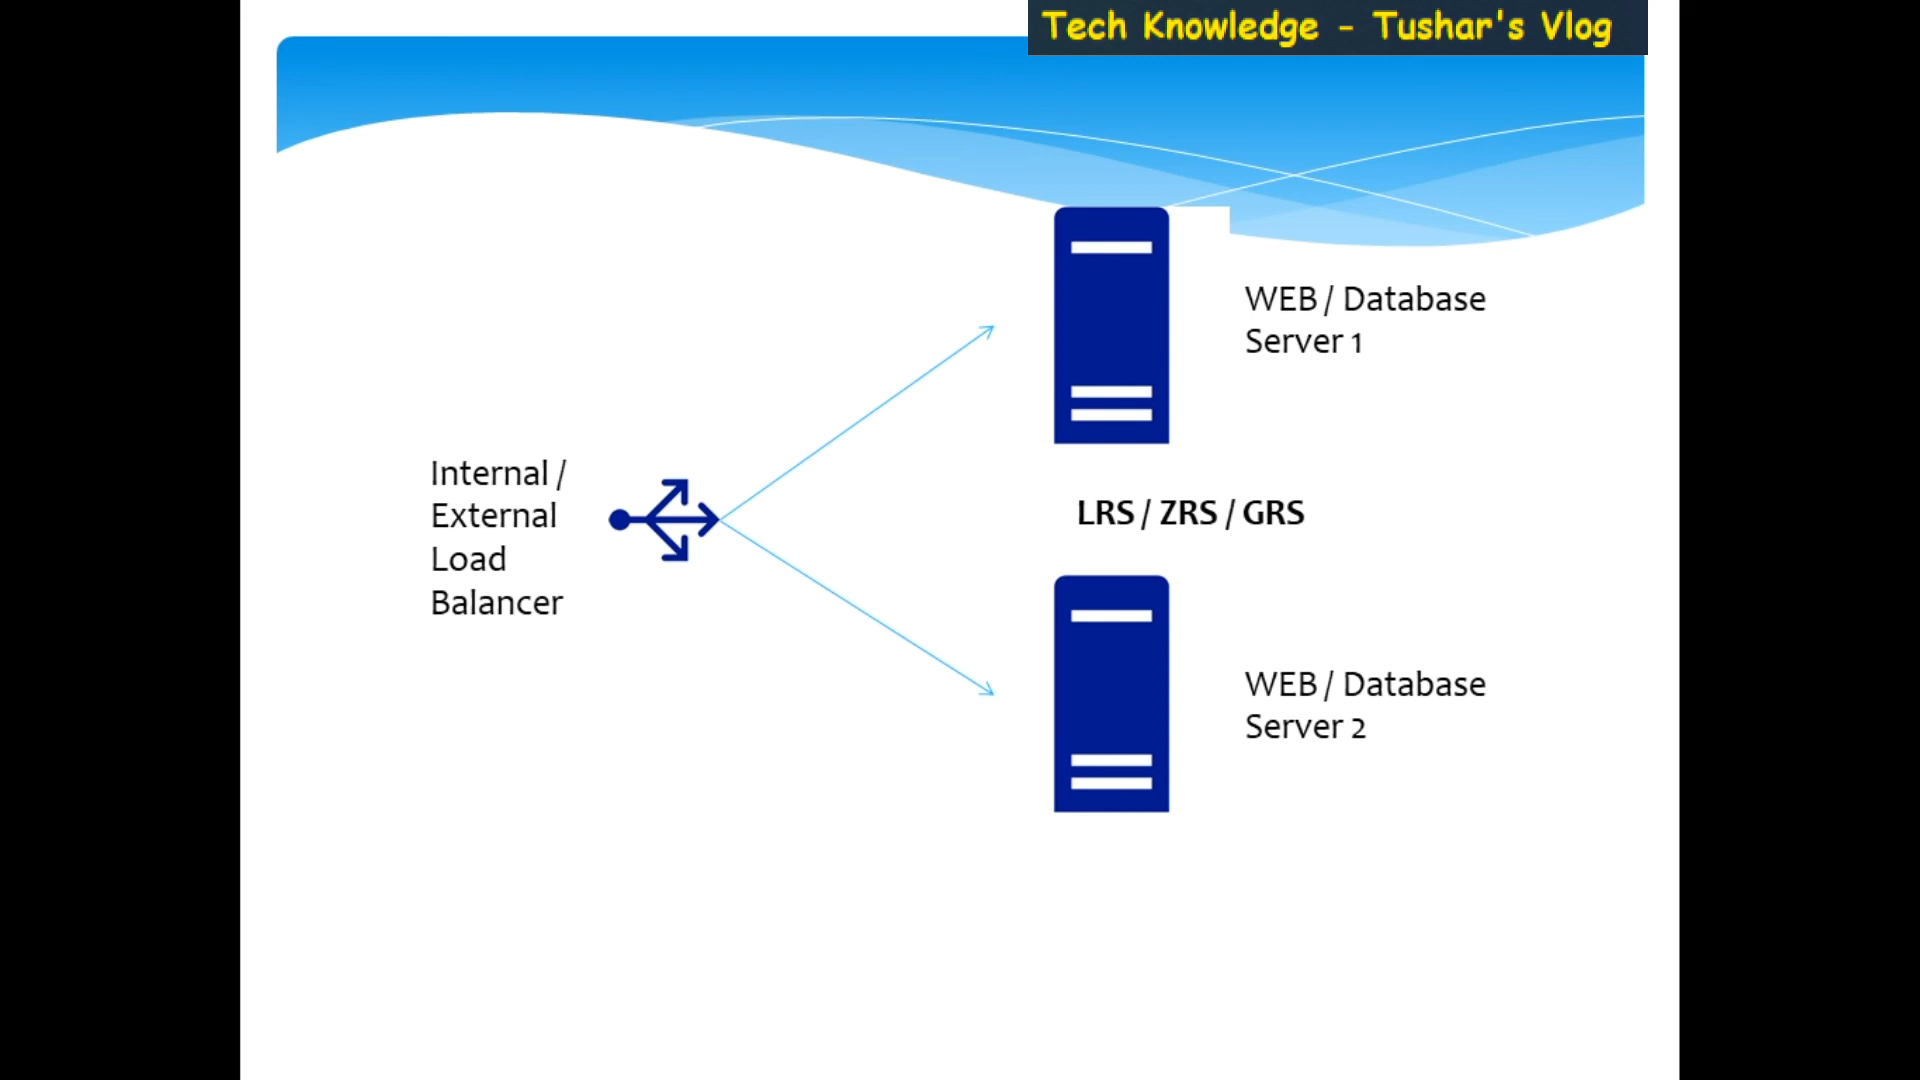 Tech Knowledge - Tushar's Vlog
WEB / Database
Server 1
Internal /
External
Load
Balancer
LRS / ZRS / GRS
WEB / Database
Server 2